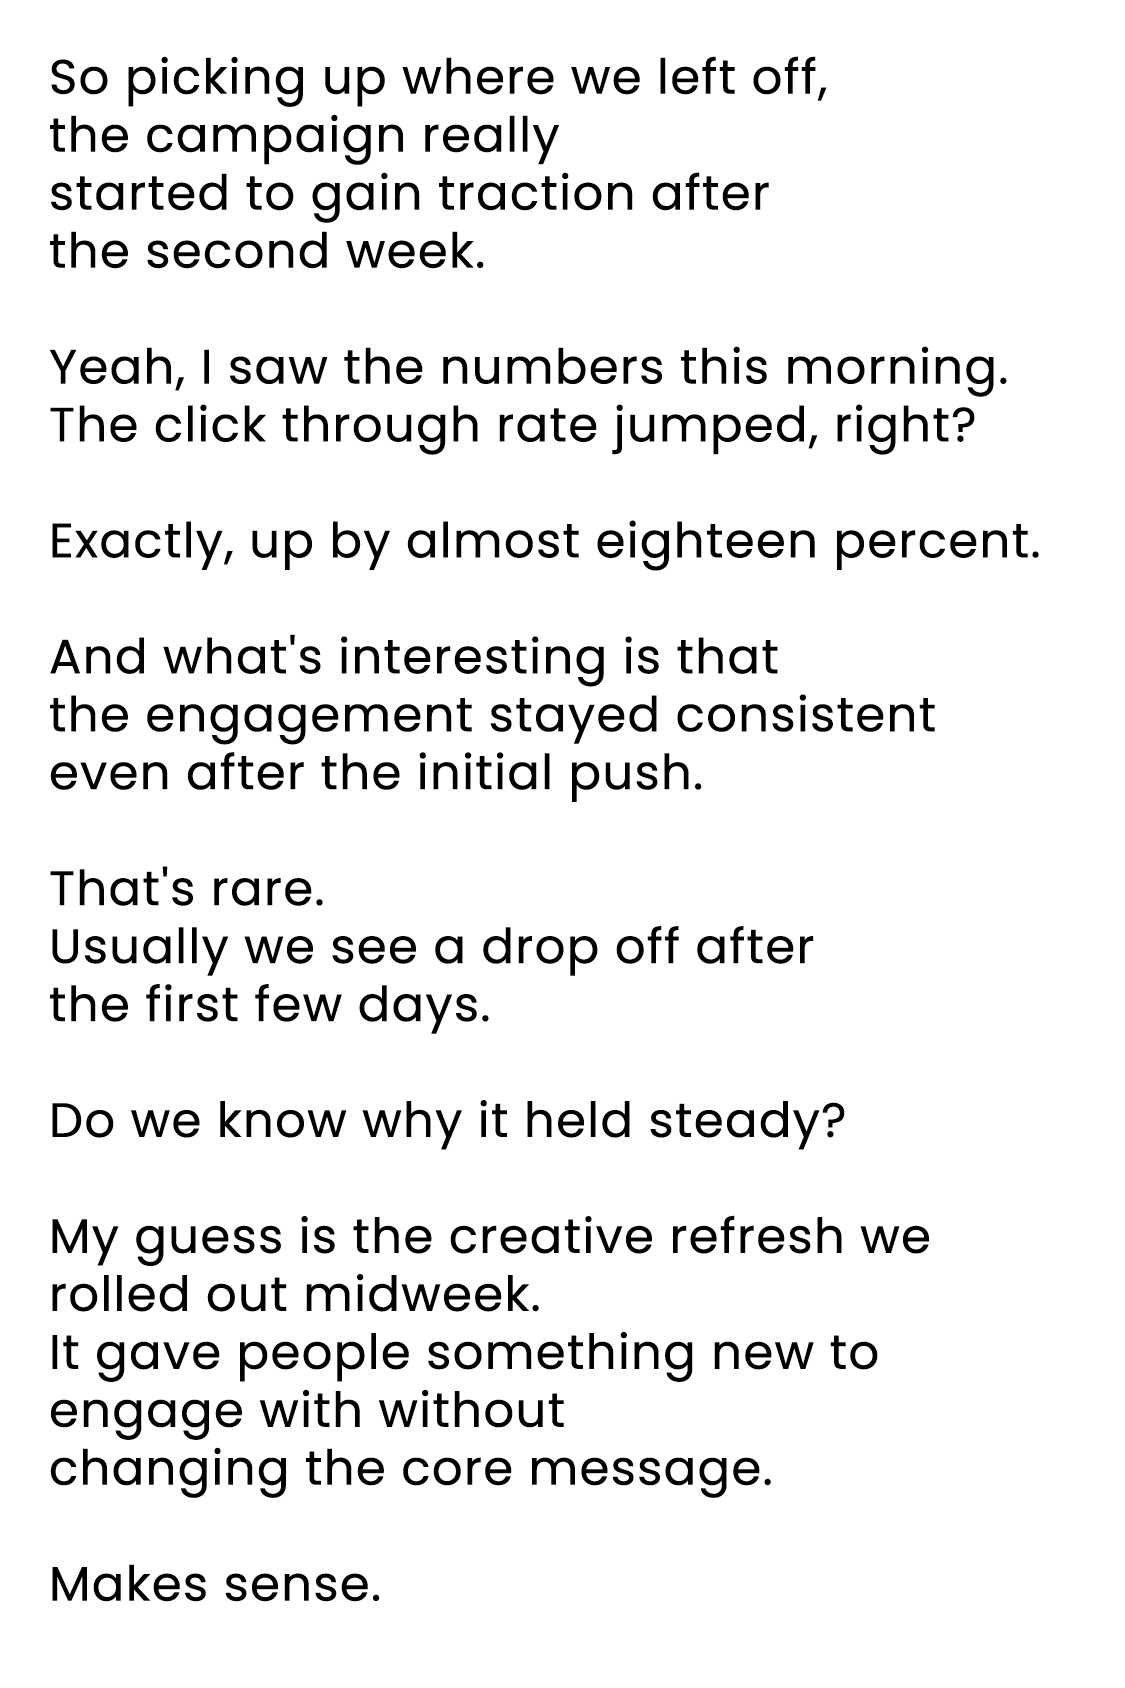 So picking up where we left off,
the campaign really
started to gain traction after
the second week.

Yeah, I saw the numbers this morning.
The click through rate jumped, right?

Exactly, up by almost eighteen percent.

And what's interesting is that
the engagement stayed consistent
even after the initial push.

That's rare.
Usually we see a drop off after
the first few days.

Do we know why it held steady?

My guess is the creative refresh we
rolled out midweek.
It gave people something new to
engage with without
changing the core message.

Makes sense.